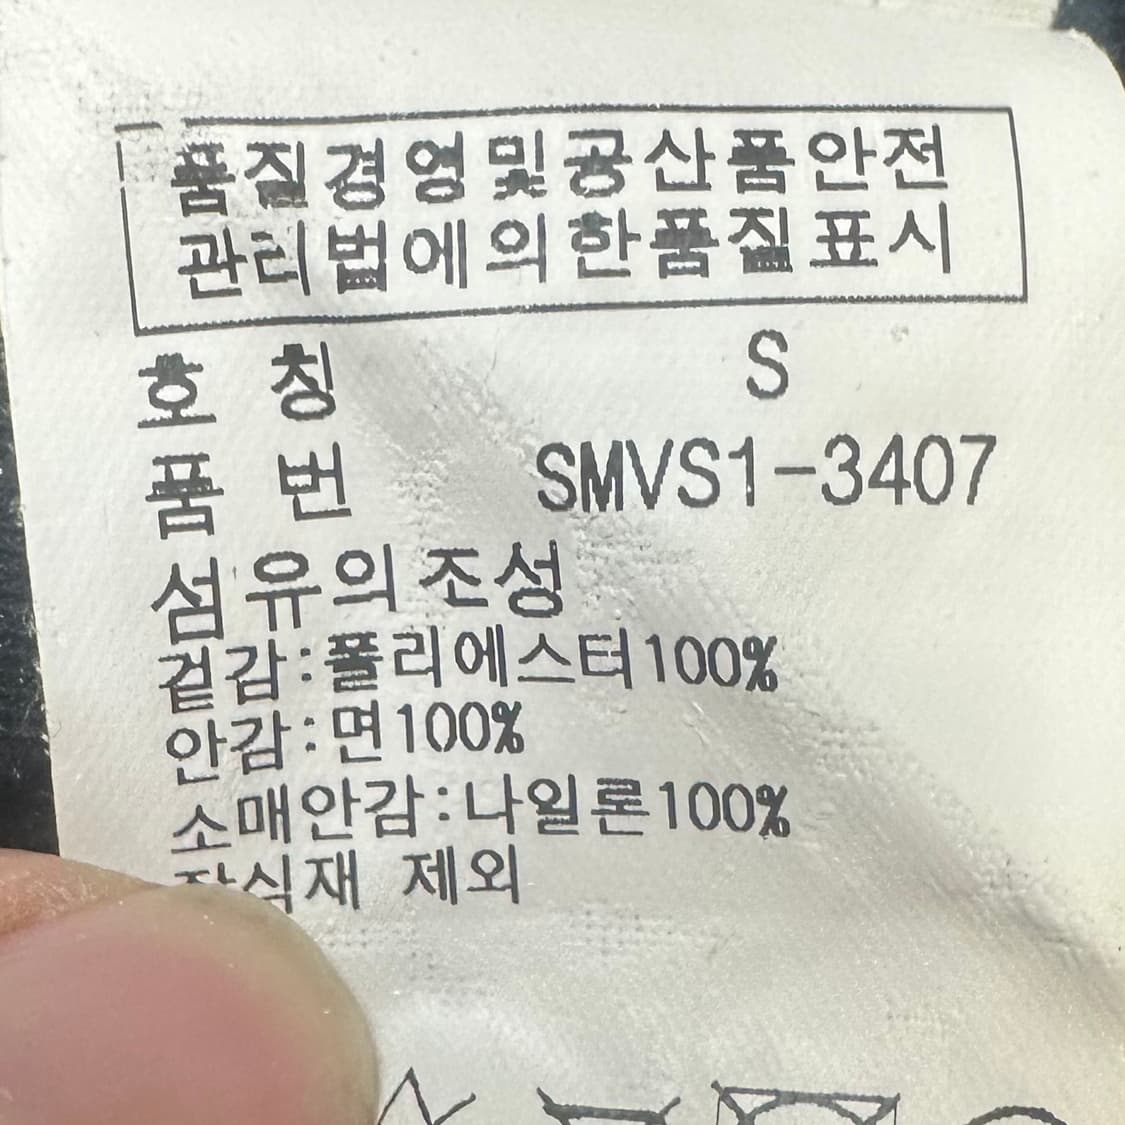 품질경영및공산품안전
관리법에의한품질표시
호 칭 S
품 번 SMVS1-3407
섬유의조성
겉감:폴리에스터100%
안감:면100%
소매안감:나일론100%
장식재 제외